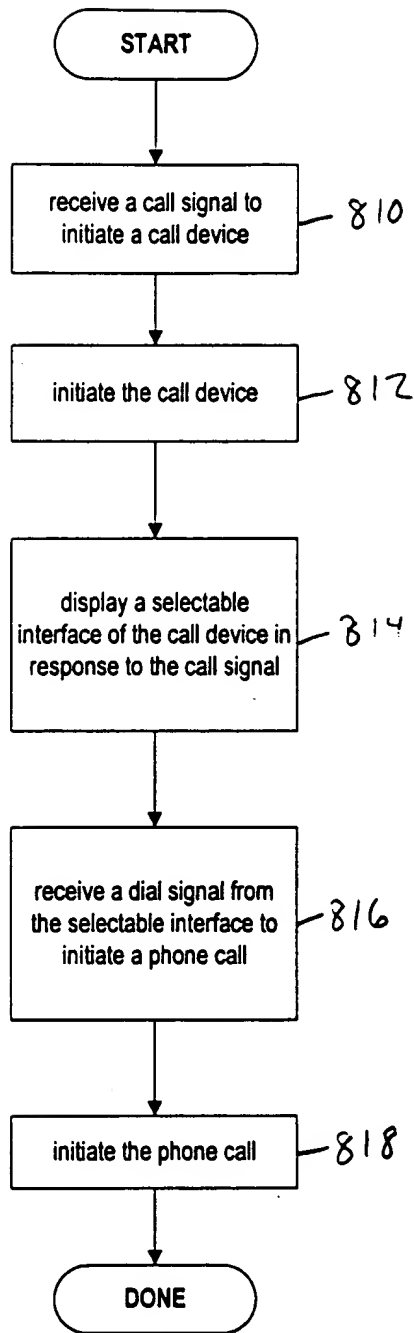 START
receive a call signal to
initiate a call device
810
initiate the call device
812
display a selectable
interface of the call device in
response to the call signal
814
receive a dial signal from
the selectable interface to
initiate a phone call
816
initiate the phone call
818
DONE